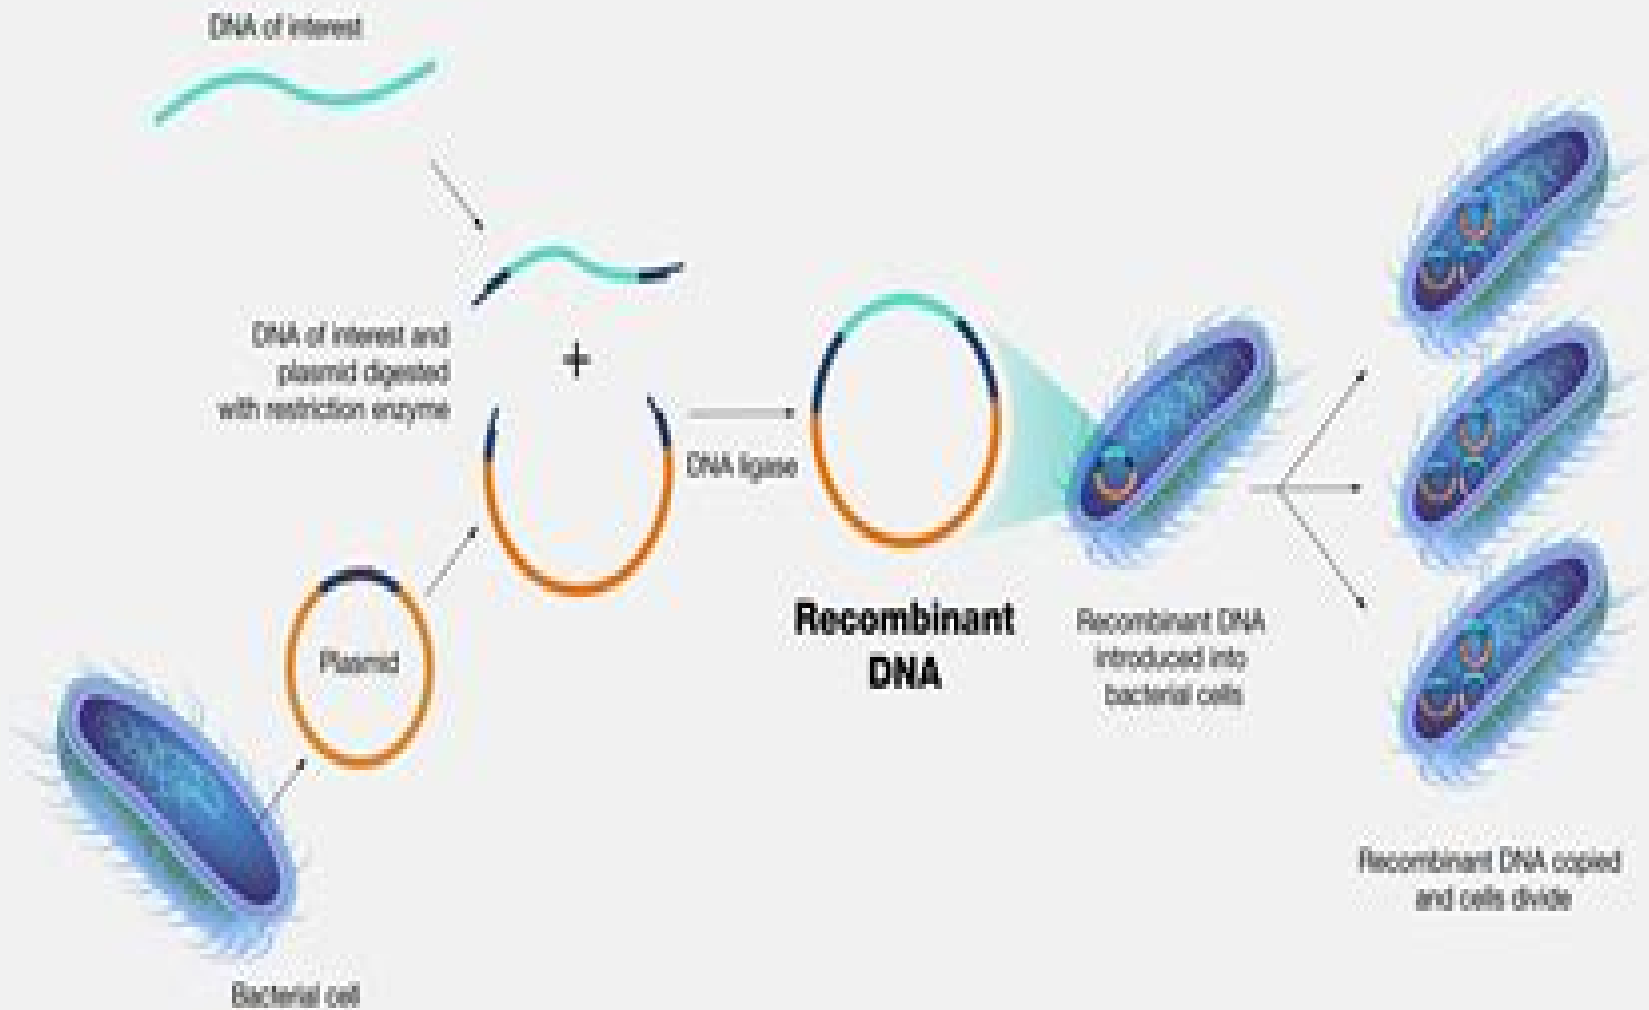 DNA of interest
DNA of interest and
plasmid digested
with restriction enzyme
+
DNA ligase
Plasmid
Bacterial cell
Recombinant
DNA
Recombinant DNA
introduced into
bacterial cells
Recombinant DNA copied
and cells divide